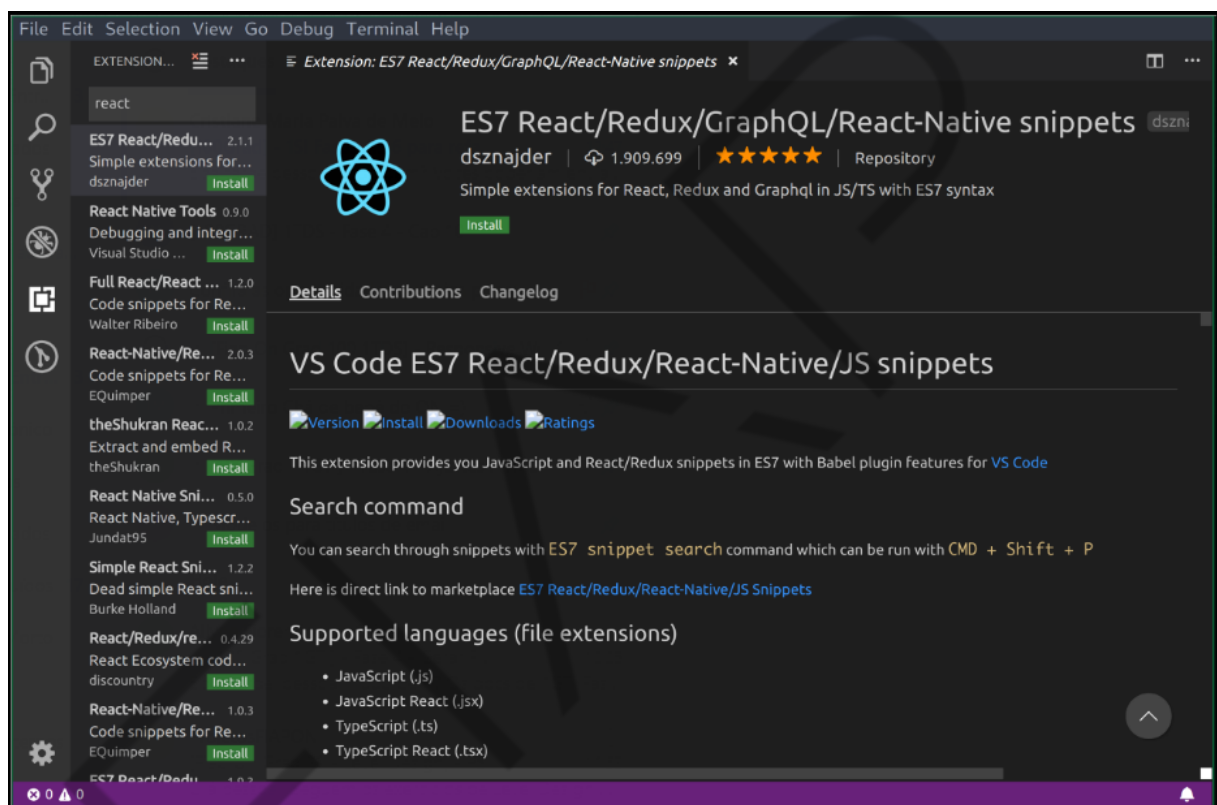 File Edit Selection View Go Debug Terminal Help
EXTENSION...
react
ES7 React/Redu... 2.1.1
Simple extensions for...
dsznajder Install
React Native Tools 0.9.0
Debugging and integr...
Visual Studio ... Install
Full React/React ... 1.2.0
Code snippets for Re...
Walter Ribeiro Install
React-Native/Re... 2.0.3
Code snippets for Re...
EQuimper Install
theShukran Reac... 1.0.2
Extract and embed R...
theShukran Install
React Native Sni... 0.5.0
React Native, Typescr...
Jundat95 Install
Simple React Sni... 1.2.2
Dead simple React sni...
Burke Holland Install
React/Redux/re... 0.4.29
React Ecosystem cod...
discountry Install
React-Native/Re... 1.0.3
Code snippets for Re...
EQuimper Install
ES7 React/Redu... 1.0.3
Extension: ES7 React/Redux/GraphQL/React-Native snippets
ES7 React/Redux/GraphQL/React-Native snippets dszna
dsznajder 1.909.699 Repository
Simple extensions for React, Redux and Graphql in JS/TS with ES7 syntax
Install
Details Contributions Changelog
VS Code ES7 React/Redux/React-Native/JS snippets
Version Install Downloads Ratings
This extension provides you JavaScript and React/Redux snippets in ES7 with Babel plugin features for VS Code
Search command
You can search through snippets with ES7 snippet search command which can be run with CMD + Shift + P
Here is direct link to marketplace ES7 React/Redux/React-Native/JS Snippets
Supported languages (file extensions)
• JavaScript (.js)
• JavaScript React (.jsx)
• TypeScript (.ts)
• TypeScript React (.tsx)
0 0